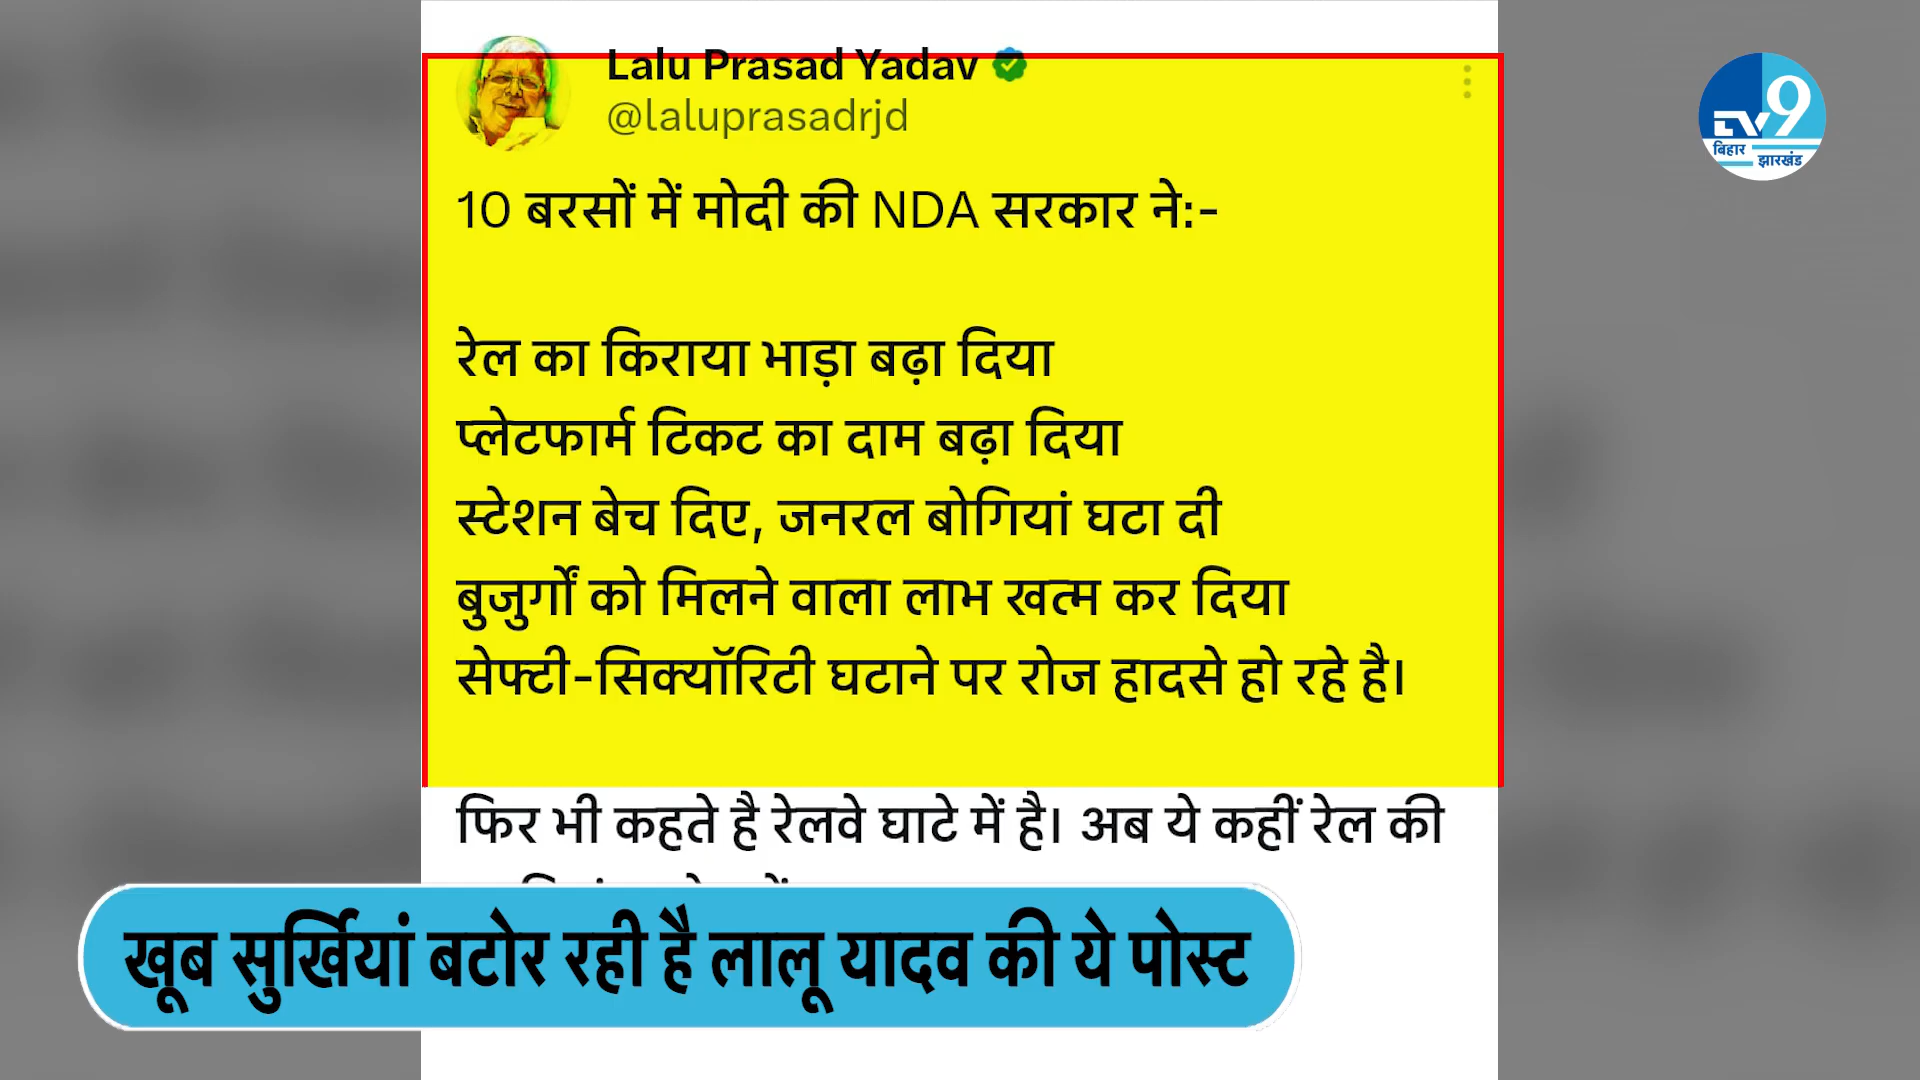 Lalu Prasad Yadav
@laluprasadrjd
TV9
बिहार
झारखंड
10 बरसों में मोदी की NDA सरकार ने:-
रेल का किराया भाड़ा बढ़ा दिया
प्लेटफार्म टिकट का दाम बढ़ा दिया
स्टेशन बेच दिए, जनरल बोगियां घटा दी
बुजुर्गों को मिलने वाला लाभ खत्म कर दिया
सेफ्टी-सिक्यॉरिटी घटाने पर रोज हादसे हो रहे है।
फिर भी कहते है रेलवे घाटे में है। अब ये कहीं रेल की
खूब सुर्खियां बटोर रही है लालू यादव की ये पोस्ट